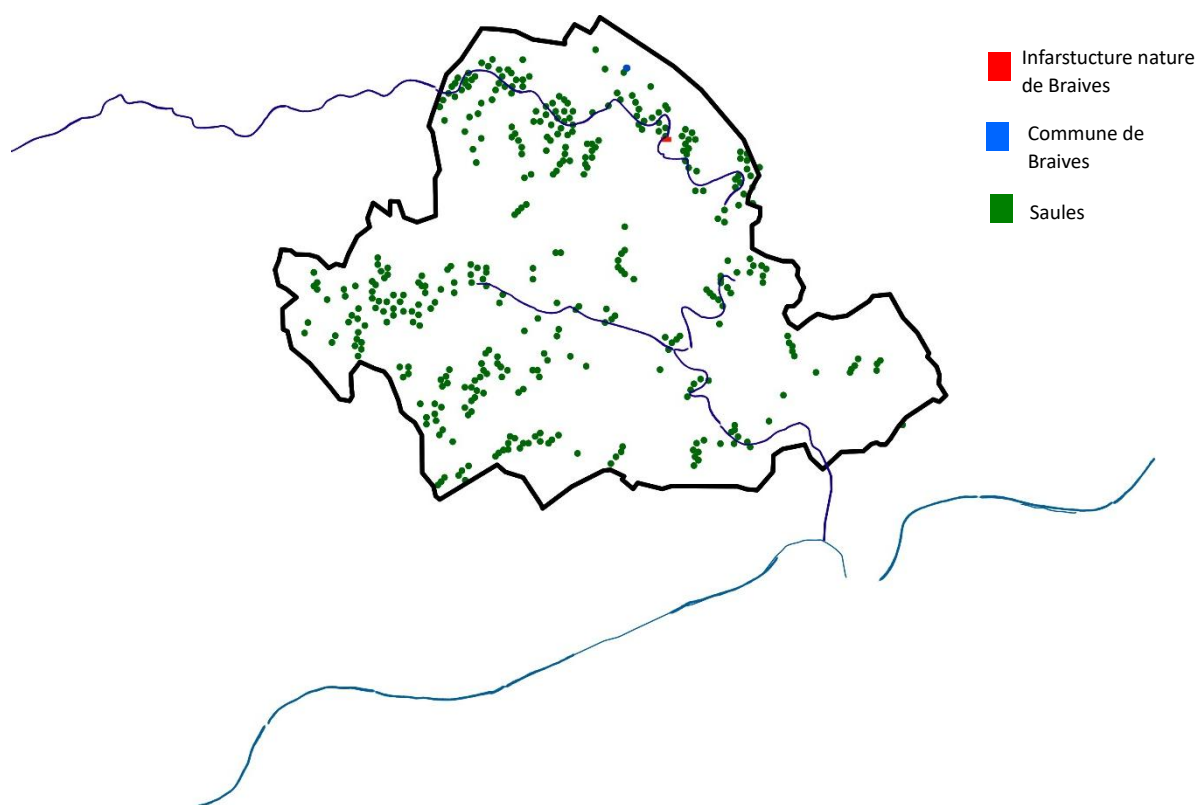 Infarstucture nature
de Braives
Commune de
Braives
Saules